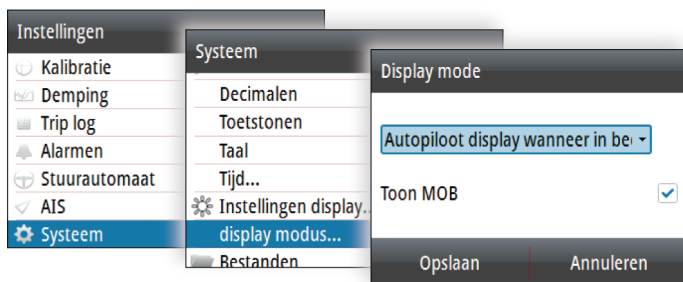 Instellingen
Kalibratie
Demping
Trip log
Alarmen
Stuurautomaat
AIS
Systeem
Systeem
Decimalen
Toetstonen
Taal
Tijd...
Instellingen display..
display modus...
Bestanden
Display mode
Autopiloot display wanneer in be
Toon MOB
Opslaan
Annuleren